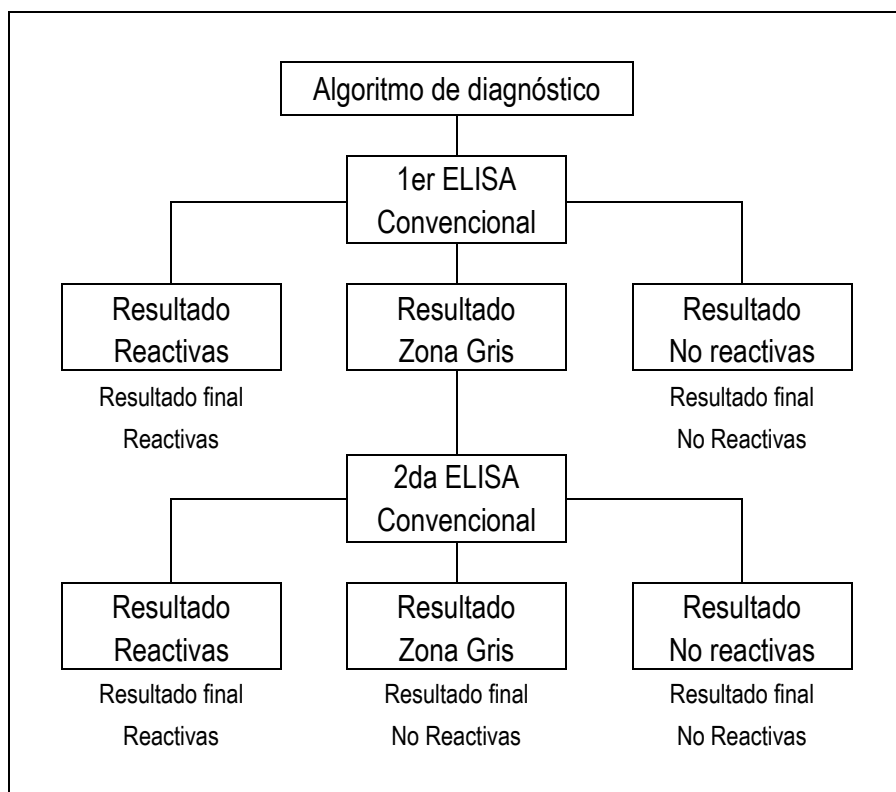 Algoritmo de diagnóstico
1er ELISA
Convencional
Resultado
Reactivas
Resultado
Zona Gris
Resultado
No reactivas
Resultado final
Reactivas
Resultado final
No Reactivas
2da ELISA
Convencional
Resultado
Reactivas
Resultado
Zona Gris
Resultado
No reactivas
Resultado final
Reactivas
Resultado final
No Reactivas
Resultado final
No Reactivas